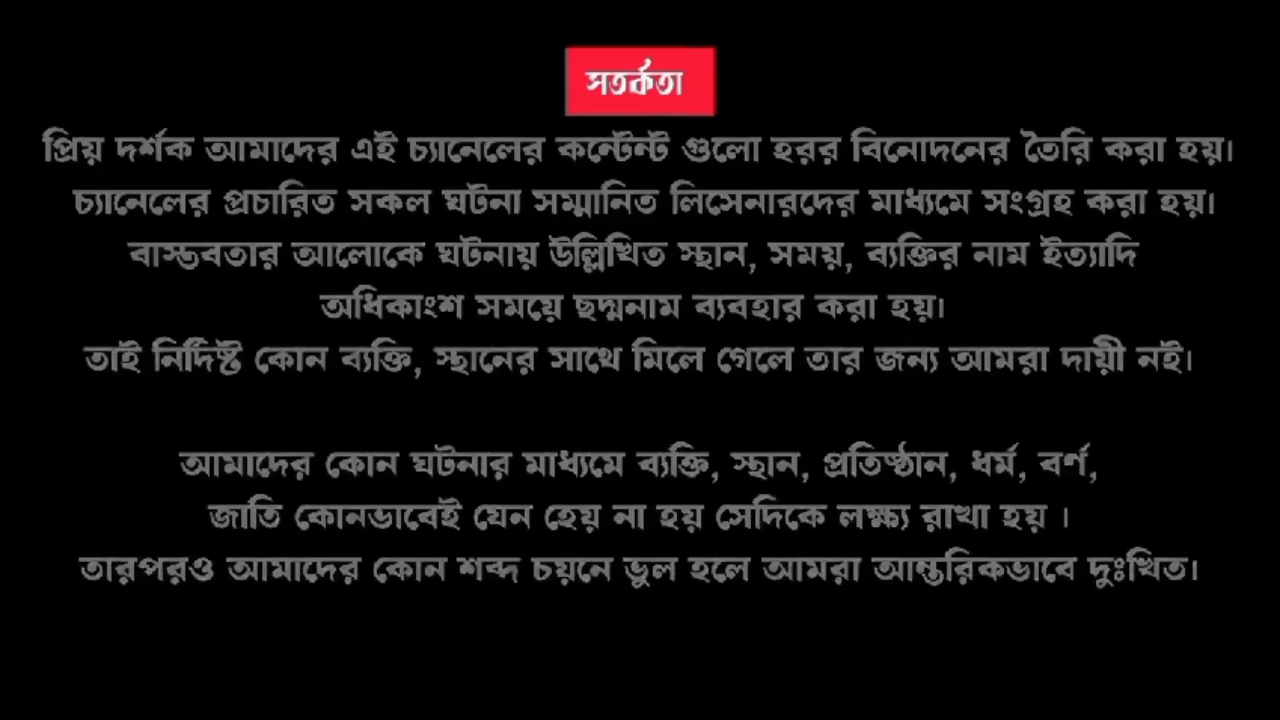 সতর্কতা
প্রিয় দর্শক আমাদের এই চ্যানেলের কন্টেন্ট গুলো হরর বিনোদনের তৈরি করা হয়।
চ্যানেলের প্রচারিত সকল ঘটনা সম্মানিত লিসেনারদের মাধ্যমে সংগ্রহ করা হয়।
বাস্তবতার আলোকে ঘটনায় উল্লিখিত স্থান, সময়, ব্যক্তির নাম ইত্যাদি
অধিকাংশ সময়ে ছদ্মনাম ব্যবহার করা হয়।
তাই নির্দিষ্ট কোন ব্যক্তি, স্থানের সাথে মিলে গেলে তার জন্য আমরা দায়ী নই।
আমাদের কোন ঘটনার মাধ্যমে ব্যক্তি, স্থান, প্রতিষ্ঠান, ধর্ম, বর্ণ,
জাতি কোনভাবেই যেন হেয় না হয় সেদিকে লক্ষ্য রাখা হয় ।
তারপরও আমাদের কোন শব্দ চয়নে ভুল হলে আমরা আন্তরিকভাবে দুঃখিত।